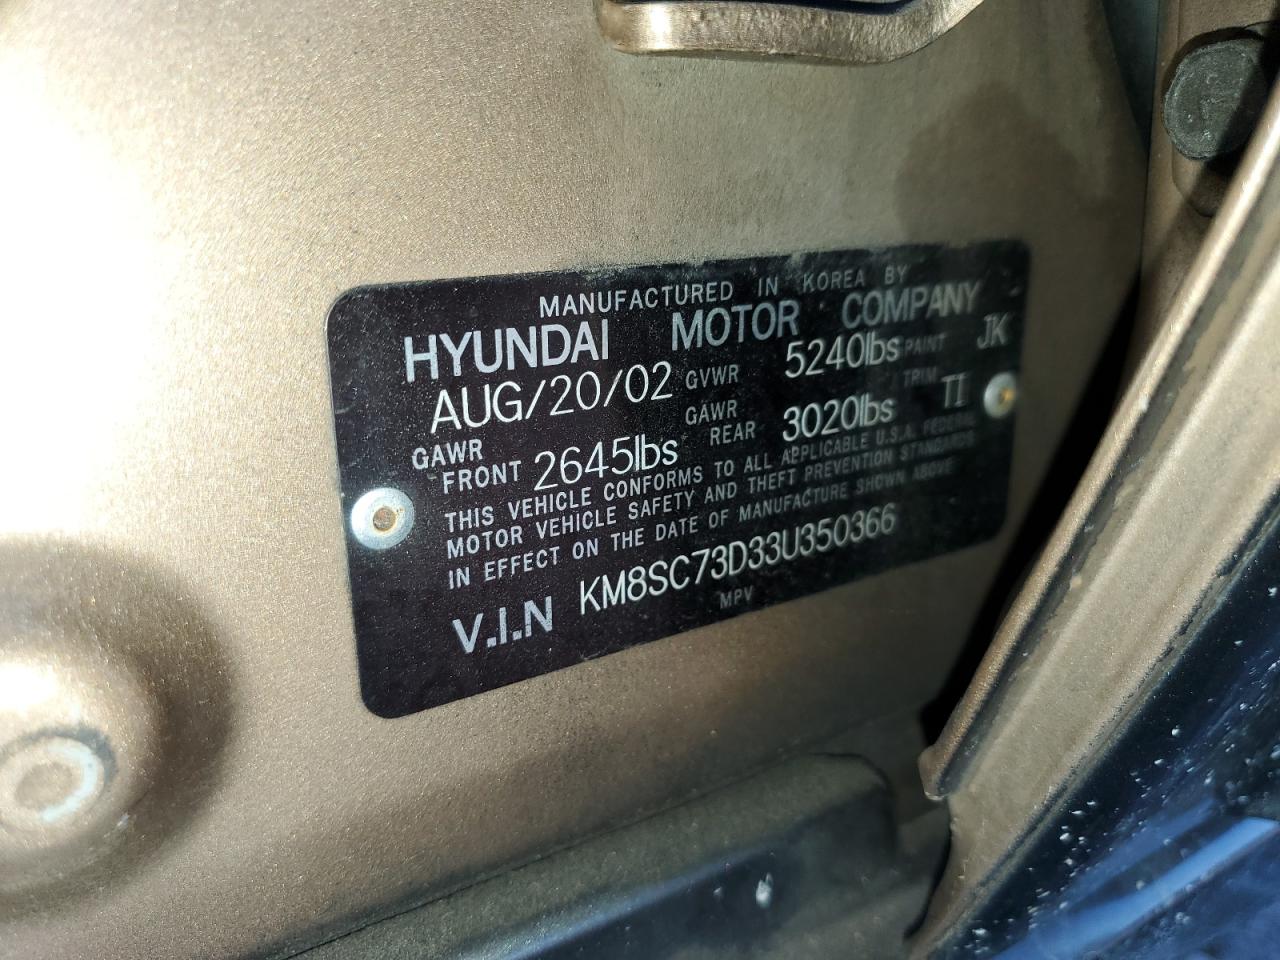 MANUFACTURED IN KOREA BY
HYUNDAI MOTOR COMPANY
AUG/20/02 GVWR 5240lbs PAINT JK
GAWR FRONT 2645lbs GAWR REAR 3020lbs TRIM TI
THIS VEHICLE CONFORMS TO ALL APPLICABLE U.S.A. FEDERAL
MOTOR VEHICLE SAFETY AND THEFT PREVENTION STANDARDS
IN EFFECT ON THE DATE OF MANUFACTURE SHOWN ABOVE
V.I.N KM8SC73D33U350366
MPV